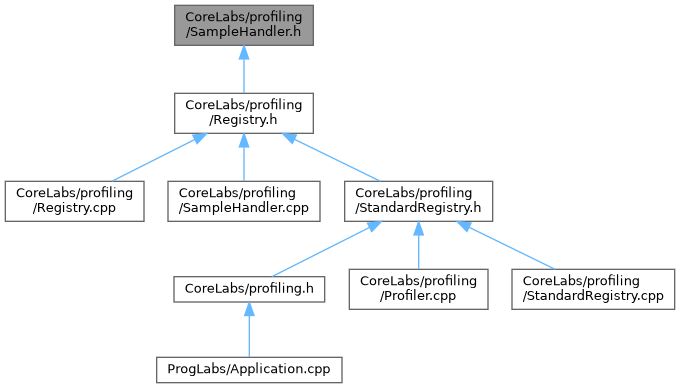 CoreLabs/profiling
/SampleHandler.h
CoreLabs/profiling
/Registry.h
CoreLabs/profiling
/Registry.cpp
CoreLabs/profiling
/SampleHandler.cpp
CoreLabs/profiling
/StandardRegistry.h
CoreLabs/profiling.h
CoreLabs/profiling
/Profiler.cpp
CoreLabs/profiling
/StandardRegistry.cpp
ProgLabs/Application.cpp